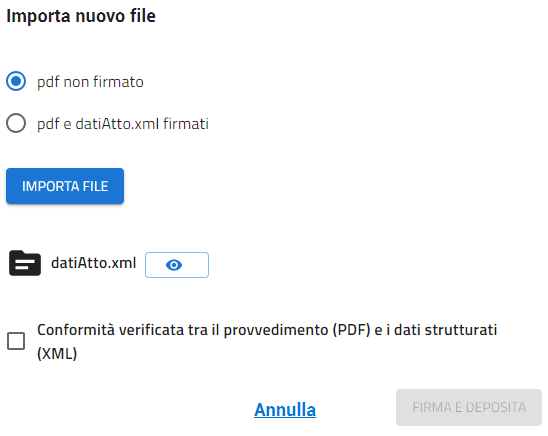 Importa nuovo file
pdf non firmato
pdf e datiAtto.xml firmati
IMPORTA FILE
datiAtto.xml
Conformità verificata tra il provvedimento (PDF) e i dati strutturati
(XML)
Annulla
FIRMA E DEPOSITA